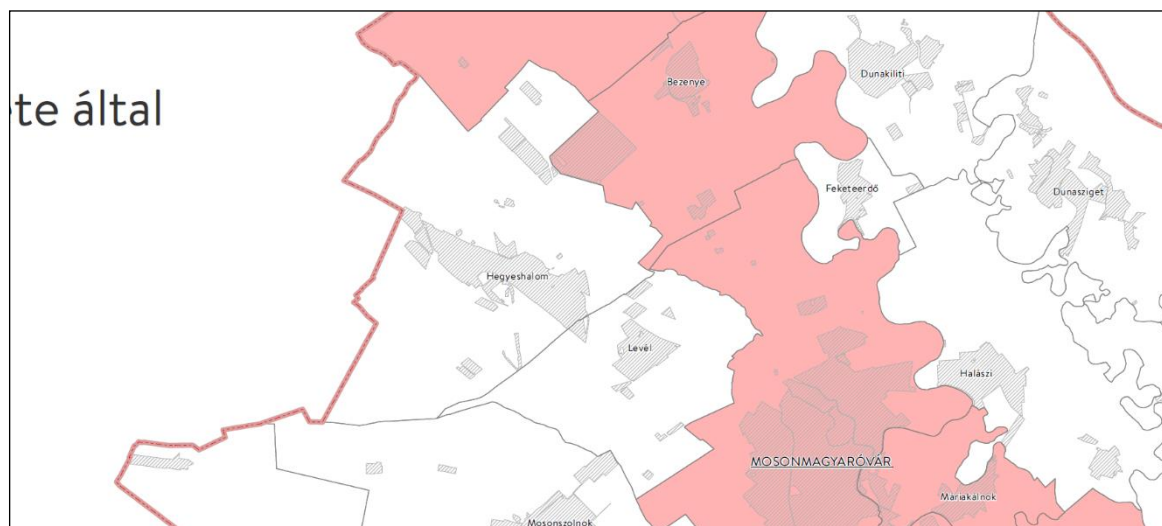 te által
Bezenye
Dunakiliti
Feketeerdő
Dunasziget
Hegyeshalom
Levél
Halászi
MOSONMAGYARÓVÁR
Máriakálnok
Mosonszolnok